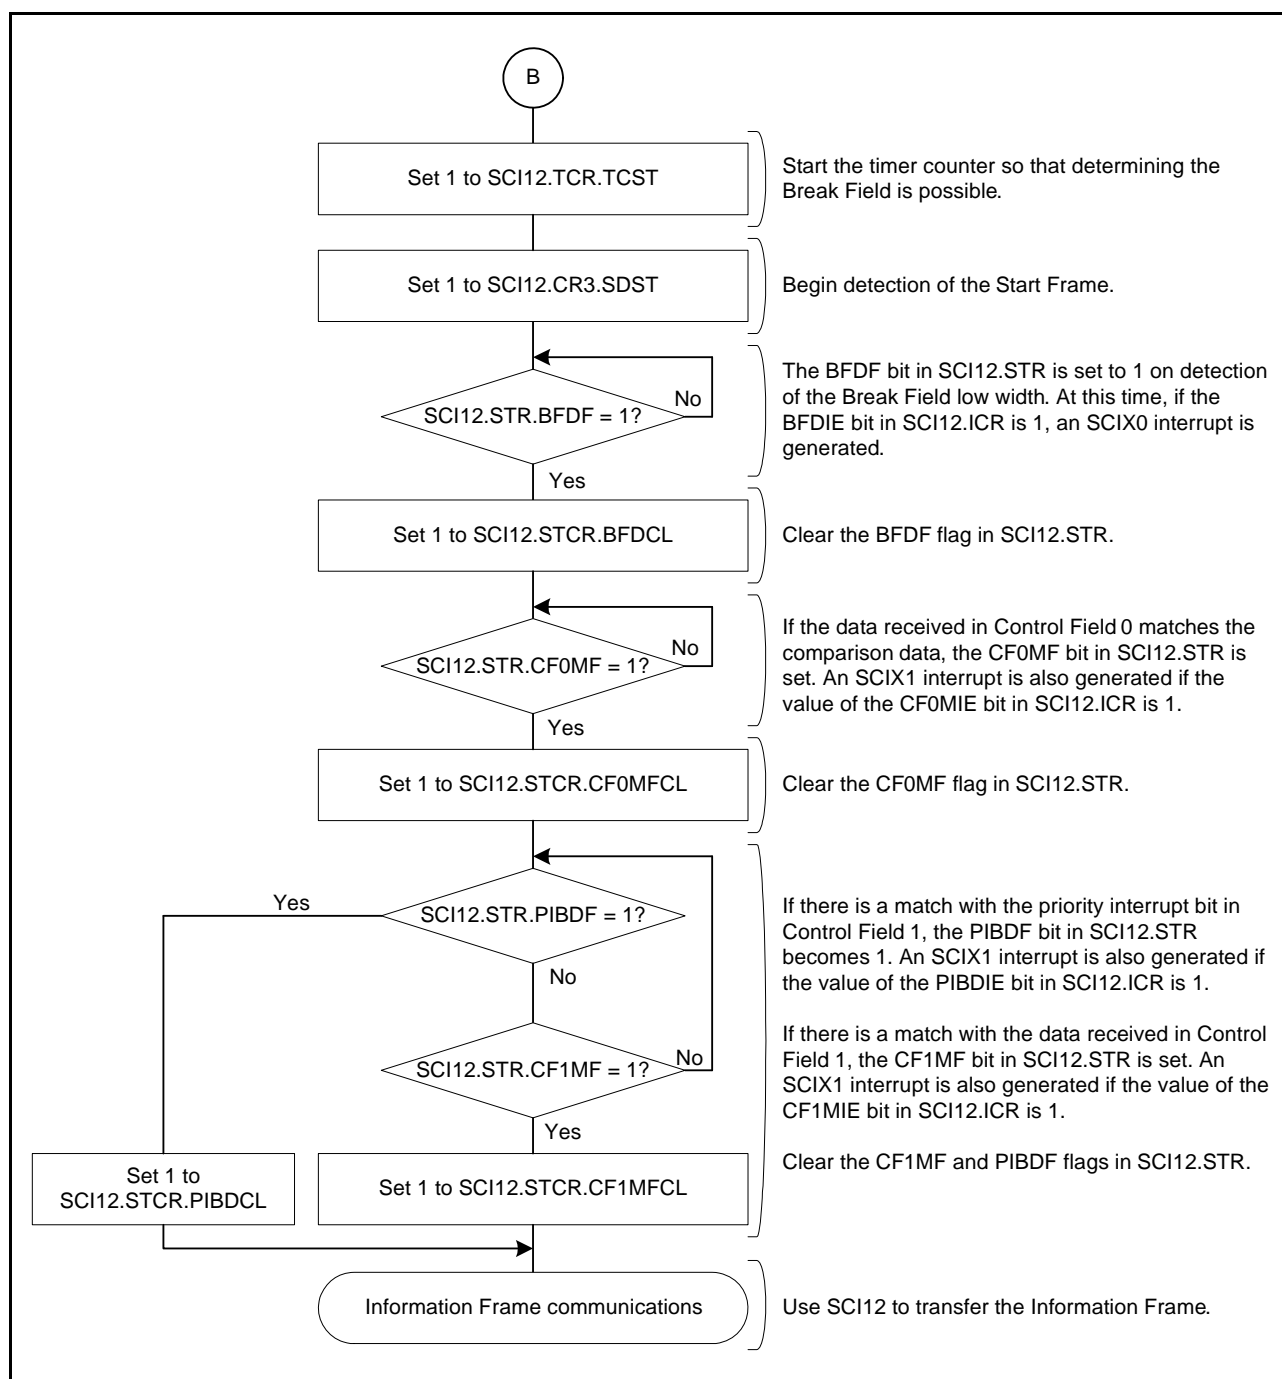 B
Set 1 to SCI12.TCR.TCST
Start the timer counter so that determining the
Break Field is possible.
Set 1 to SCI12.CR3.SDST
Begin detection of the Start Frame.
SCI12.STR.BFDF = 1?
No
Yes
The BFDF bit in SCI12.STR is set to 1 on detection
of the Break Field low width. At this time, if the
BFDIE bit in SCI12.ICR is 1, an SCIX0 interrupt is
generated.
Set 1 to SCI12.STCR.BFDCL
Clear the BFDF flag in SCI12.STR.
SCI12.STR.CF0MF = 1?
No
Yes
If the data received in Control Field 0 matches the
comparison data, the CF0MF bit in SCI12.STR is
set. An SCIX1 interrupt is also generated if the
value of the CF0MIE bit in SCI12.ICR is 1.
Set 1 to SCI12.STCR.CF0MFCL
Clear the CF0MF flag in SCI12.STR.
SCI12.STR.PIBDF = 1?
Yes
No
If there is a match with the priority interrupt bit in
Control Field 1, the PIBDF bit in SCI12.STR
becomes 1. An SCIX1 interrupt is also generated if
the value of the PIBDIE bit in SCI12.ICR is 1.
SCI12.STR.CF1MF = 1?
No
Yes
If there is a match with the data received in Control
Field 1, the CF1MF bit in SCI12.STR is set. An
SCIX1 interrupt is also generated if the value of the
CF1MIE bit in SCI12.ICR is 1.
Set 1 to
SCI12.STCR.PIBDCL
Set 1 to SCI12.STCR.CF1MFCL
Clear the CF1MF and PIBDF flags in SCI12.STR.
Information Frame communications
Use SCI12 to transfer the Information Frame.